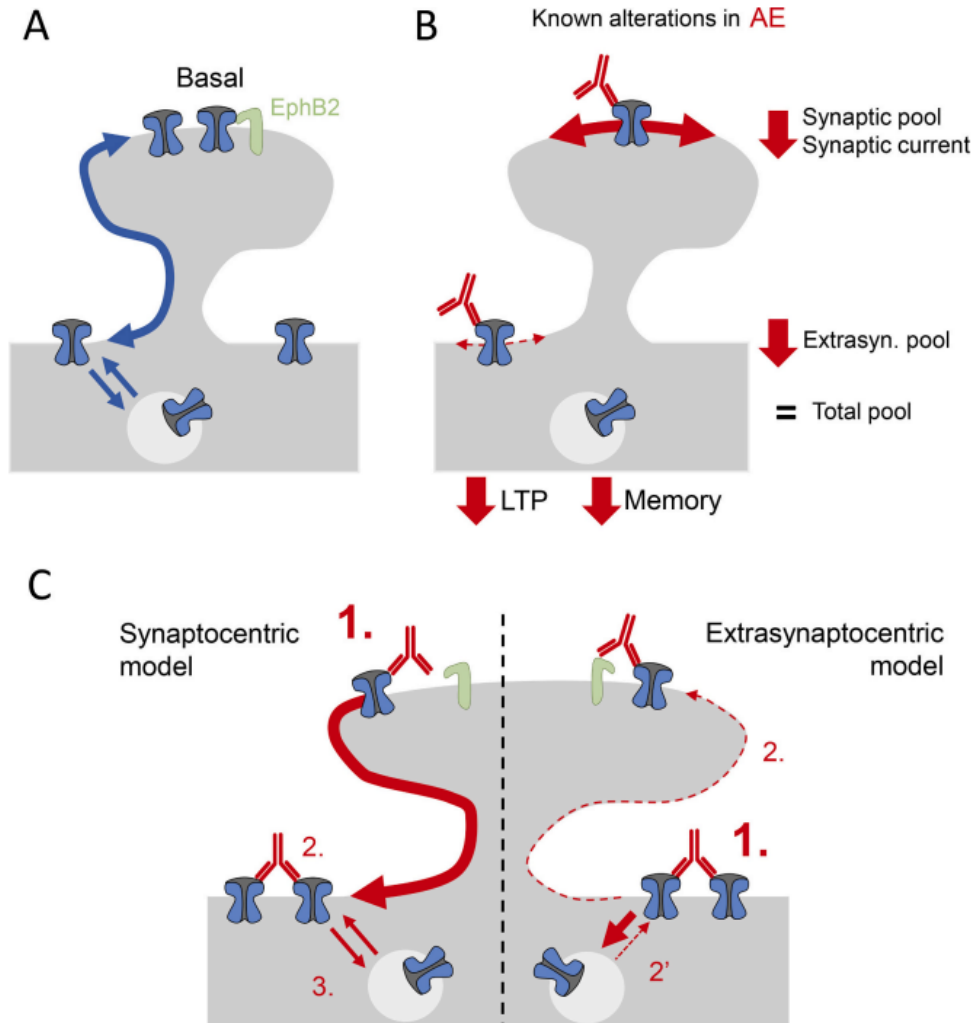 A
Basal
EphB2
B
Known alterations in AE
Synaptic pool
Synaptic current
Extrasyn. pool
= Total pool
LTP
Memory
C
Synaptocentric
model
1.
2.
3.
Extrasynaptocentric
model
2.
1.
2'